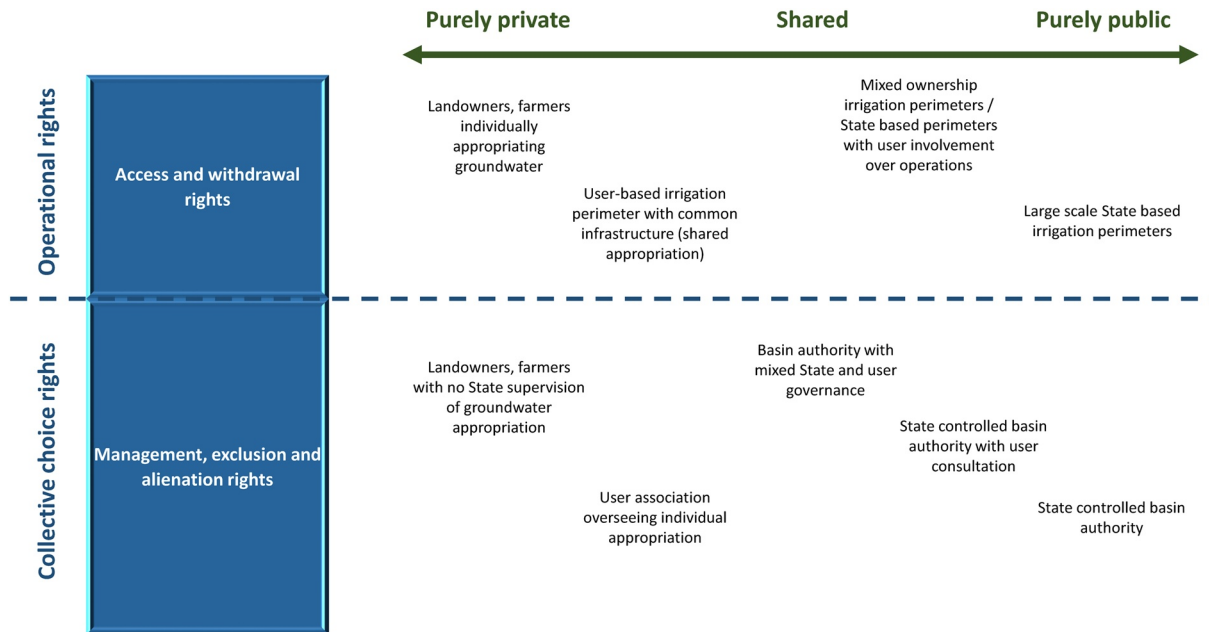 Purely private
Shared
Purely public
Operational rights
Access and withdrawal
rights
Landowners, farmers
individually
appropriating
groundwater
User-based irrigation
perimeter with common
infrastructure (shared
appropriation)
Mixed ownership
irrigation perimeters /
State based perimeters
with user involvement
over operations
Large scale State based
irrigation perimeters
Collective choice rights
Management, exclusion and
alienation rights
Landowners, farmers
with no State supervision
of groundwater
appropriation
User association
overseeing individual
appropriation
Basin authority with
mixed State and user
governance
State controlled basin
authority with user
consultation
State controlled basin
authority